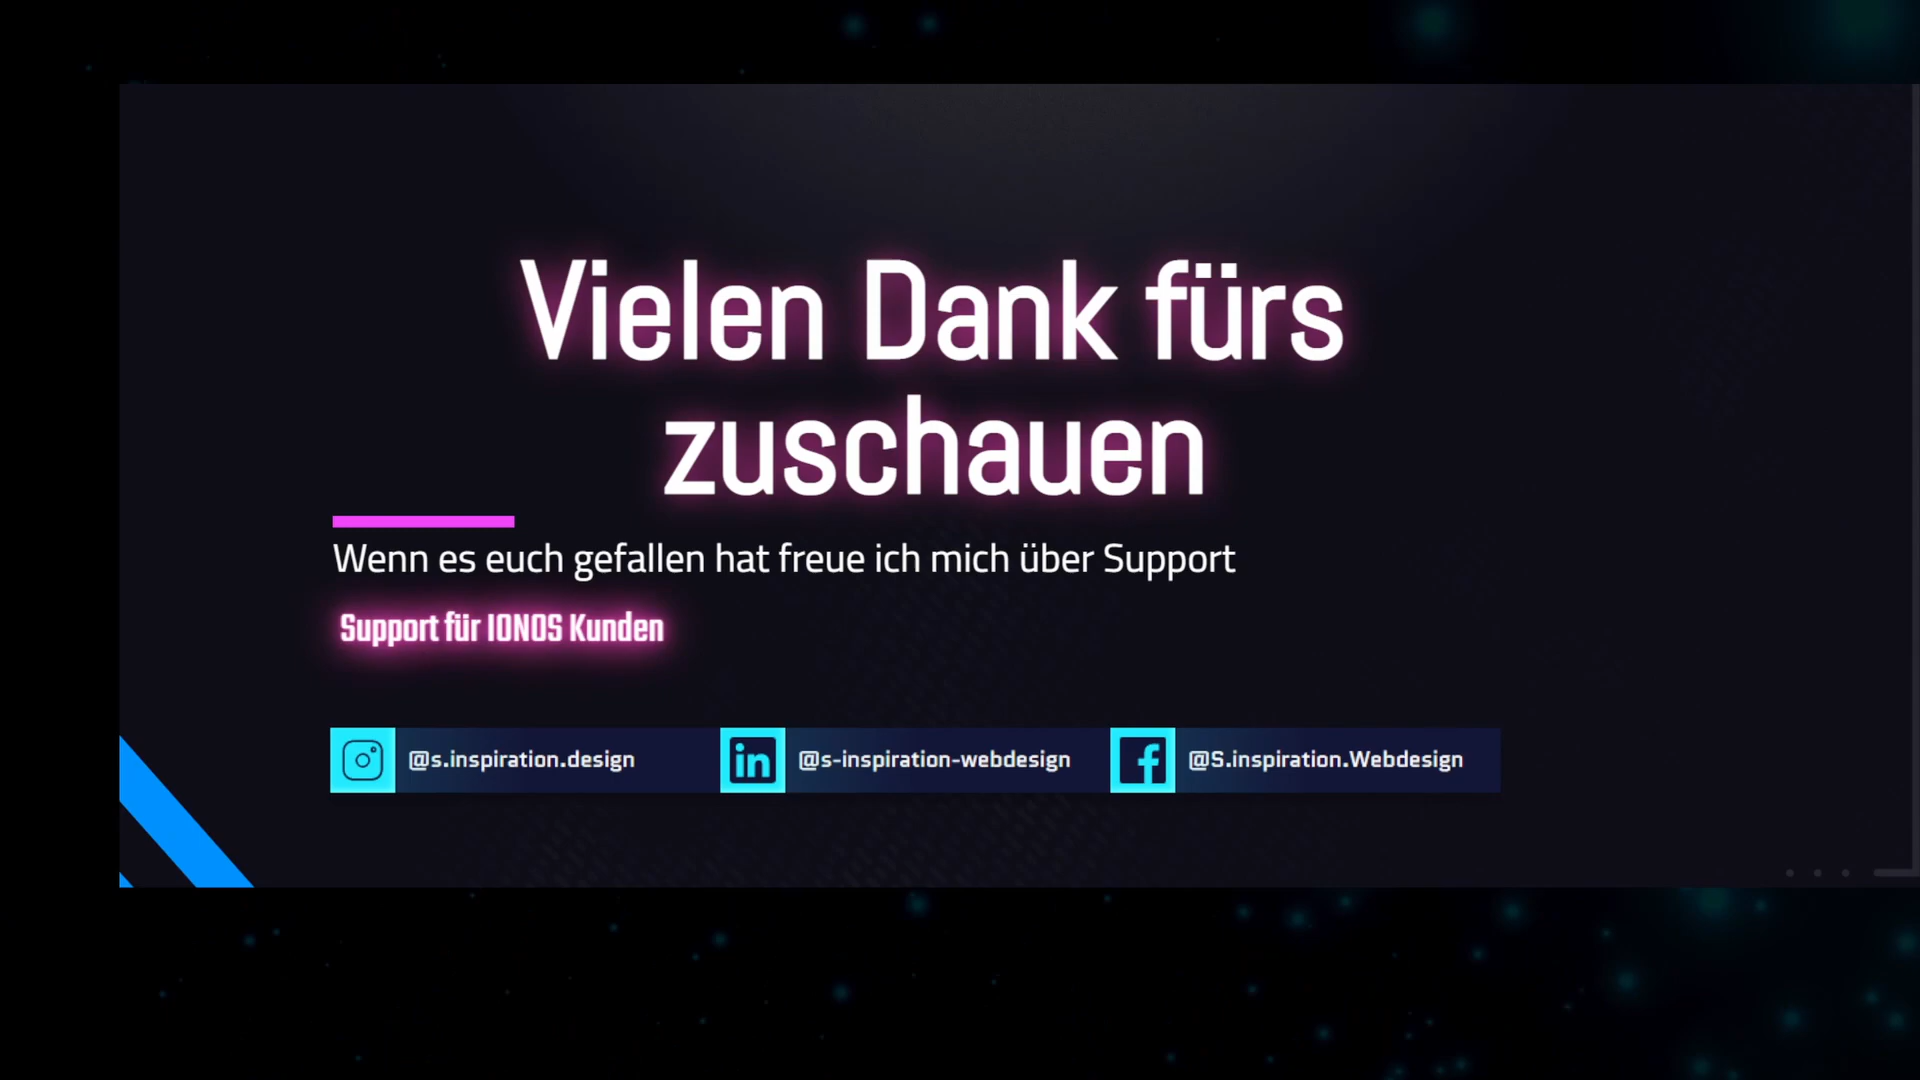 Vielen Dank fürs
zuschauen
Wenn es euch gefallen hat freue ich mich über Support
Support für IONOS Kunden
@s.inspiration.design
@s-inspiration-webdesign
@S.inspiration.Webdesign